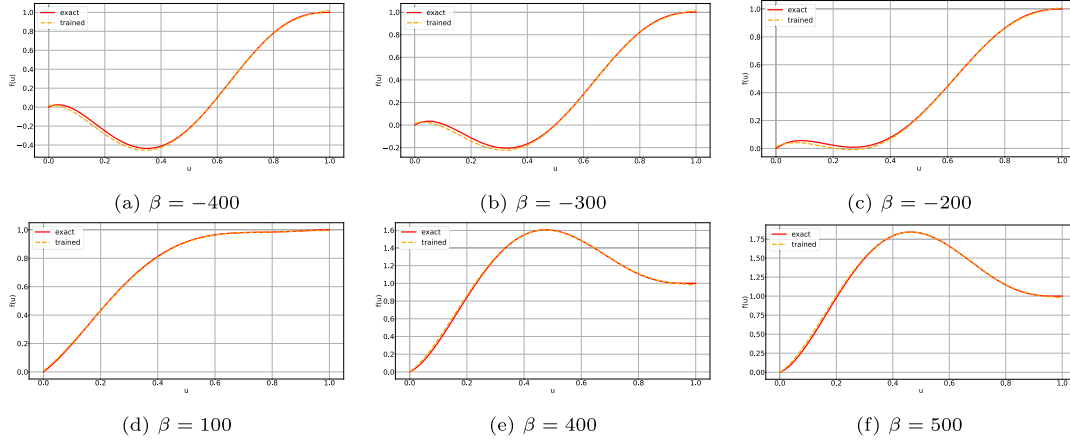 1.0
0.8
0.6
0.4
0.2
0.0
−0.2
−0.4
f(u)
exact
trained
0.0 0.2 0.4 0.6 0.8 1.0
u
(a) β = −400
1.0
0.8
0.6
0.4
0.2
0.0
−0.2
f(u)
exact
trained
0.0 0.2 0.4 0.6 0.8 1.0
u
(b) β = −300
1.0
0.8
0.6
0.4
0.2
0.0
f(u)
exact
trained
0.0 0.2 0.4 0.6 0.8 1.0
u
(c) β = −200
1.0
0.8
0.6
0.4
0.2
0.0
f(u)
exact
trained
0.0 0.2 0.4 0.6 0.8 1.0
u
(d) β = 100
1.6
1.4
1.2
1.0
0.8
0.6
0.4
0.2
0.0
f(u)
exact
trained
0.0 0.2 0.4 0.6 0.8 1.0
u
(e) β = 400
1.75
1.50
1.25
1.00
0.75
0.50
0.25
0.00
f(u)
exact
trained
0.0 0.2 0.4 0.6 0.8 1.0
u
(f) β = 500